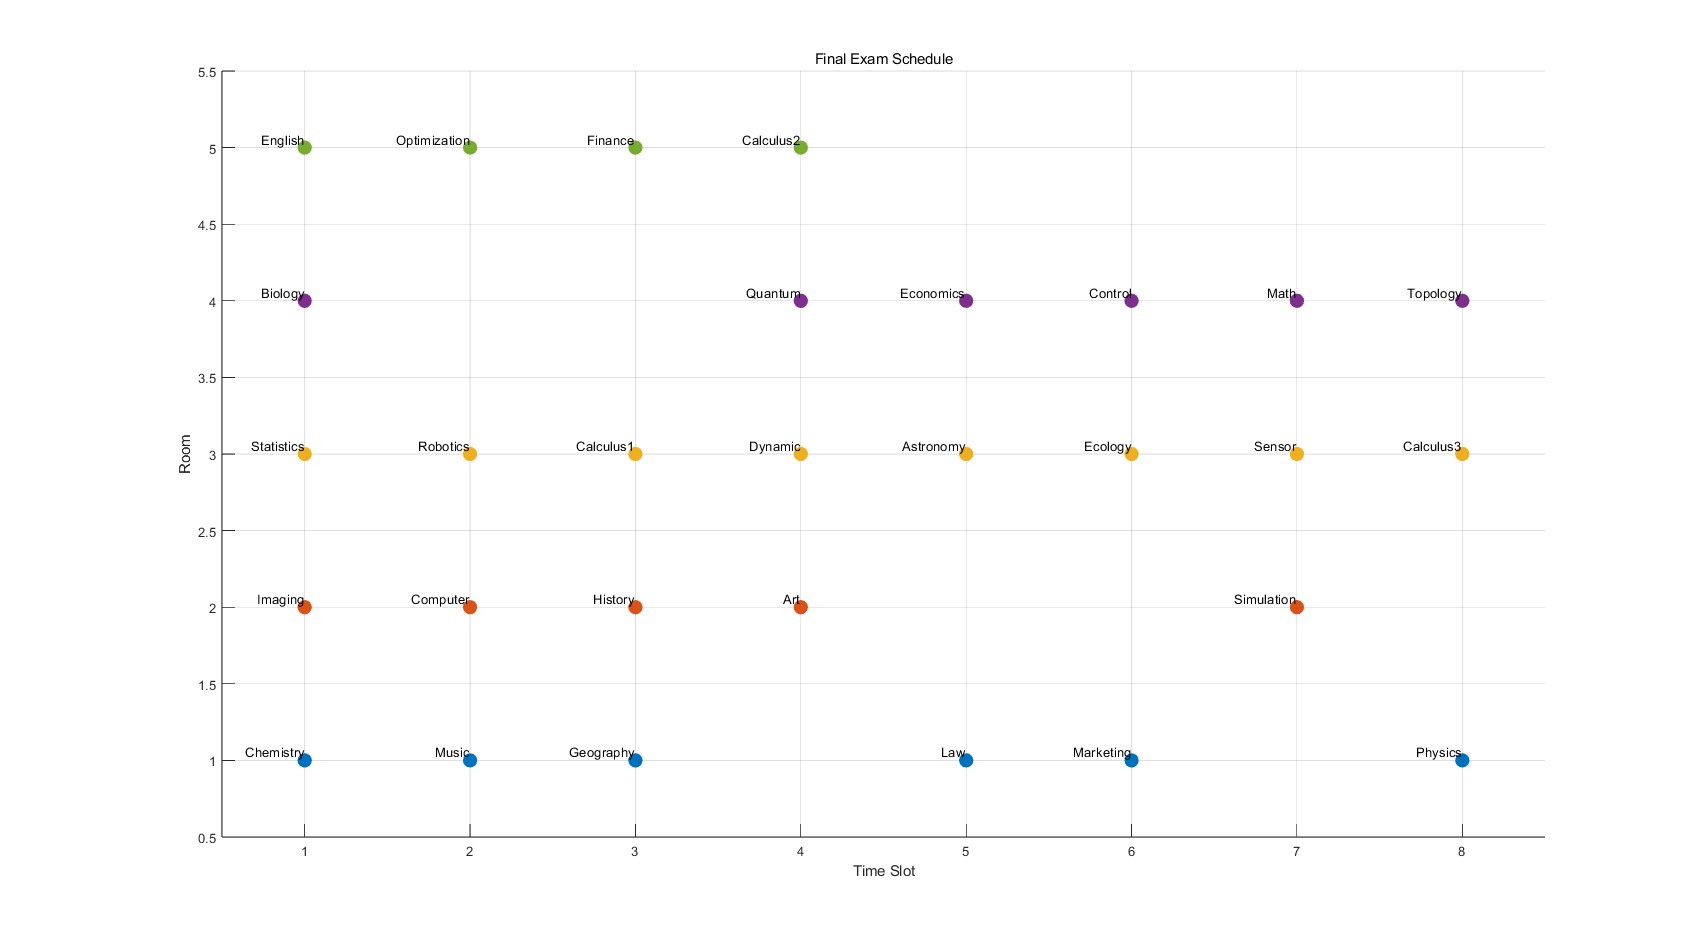 Final Exam Schedule
5.5
English Optimization Finance Calculus2
5
4.5
Biology Quantum Economics Control Math Topology
4
3.5
Statistics Robotics Calculus1 Dynamic Astronomy Ecology Sensor Calculus3
3
Room
2.5
Imaging Computer History Art Simulation
2
1.5
Chemistry Music Geography Law Marketing Physics
1
0.5
1 2 3 4 5 6 7 8
Time Slot